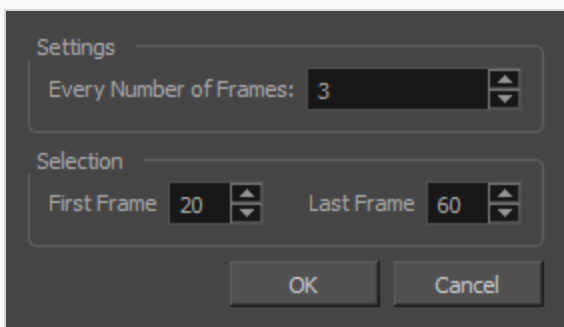 Settings
Every Number of Frames: 3
Selection
First Frame 20 Last Frame 60
OK Cancel